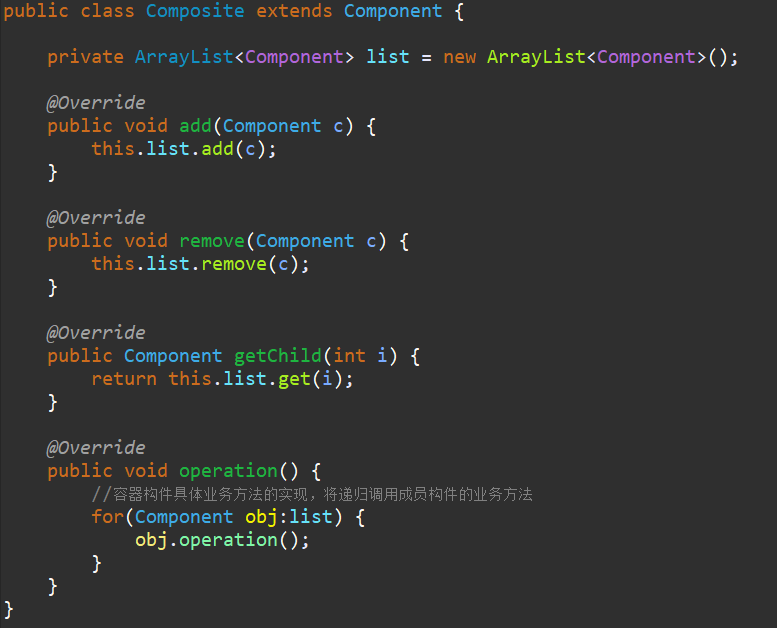 public class Composite extends Component {
private ArrayList<Component> list = new ArrayList<Component>();
@Override
public void add(Component c) {
this.list.add(c);
}
@Override
public void remove(Component c) {
this.list.remove(c);
}
@Override
public Component getChild(int i) {
return this.list.get(i);
}
@Override
public void operation() {
//容器构件具体业务方法的实现，将递归调用成员构件的业务方法
for(Component obj:list) {
obj.operation();
}
}
}